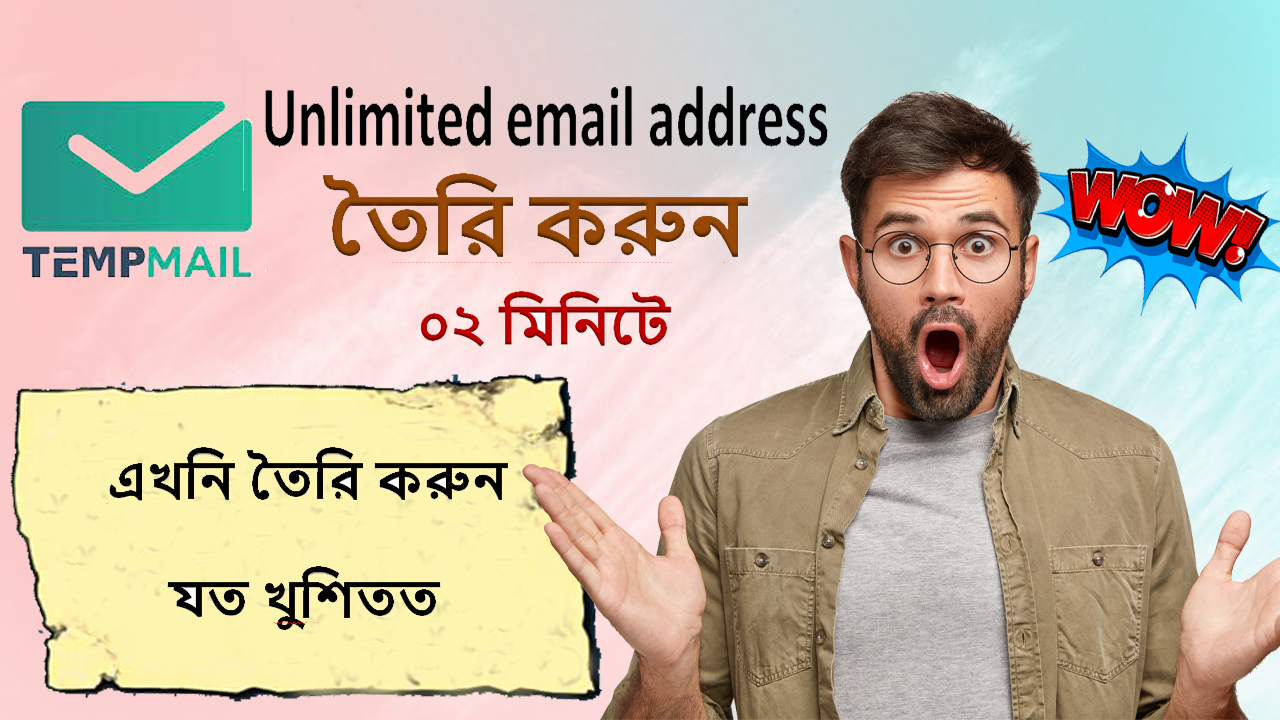 Unlimited email address
তৈরি করুন
০২ মিনিটে
TEMPMAIL
WOW!
এখনি তৈরি করুন
যত খুশিতত